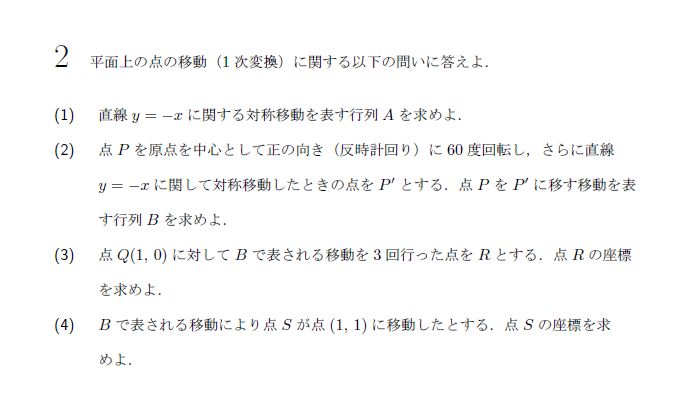 2 平面上の点の移動（1 次変換）に関する以下の問いに答えよ．
(1) 直線 y = −x に関する対称移動を表す行列 A を求めよ．
(2) 点 P を原点を中心として正の向き（反時計回り）に 60 度回転し，さらに直線
y = −x に関して対称移動したときの点を P′ とする．点 P を P′ に移す移動を表
す行列 B を求めよ．
(3) 点 Q(1, 0) に対して B で表される移動を 3 回行った点を R とする．点 R の座標
を求めよ．
(4) B で表される移動により点 S が点 (1, 1) に移動したとする．点 S の座標を求
めよ．